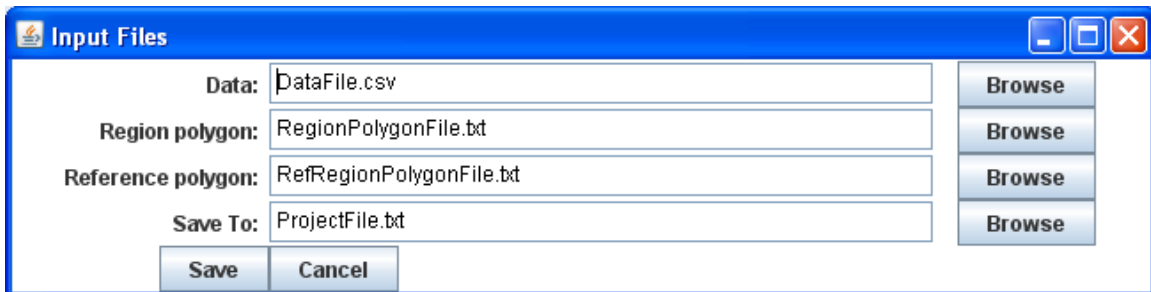 Input Files
Data: DataFile.csv Browse
Region polygon: RegionPolygonFile.txt Browse
Reference polygon: RefRegionPolygonFile.txt Browse
Save To: ProjectFile.txt Browse
Save Cancel